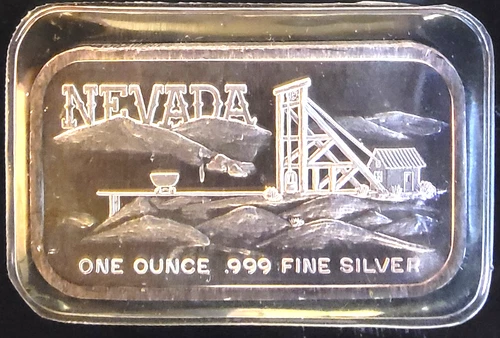 NEVADA
ONE OUNCE .999 FINE SILVER